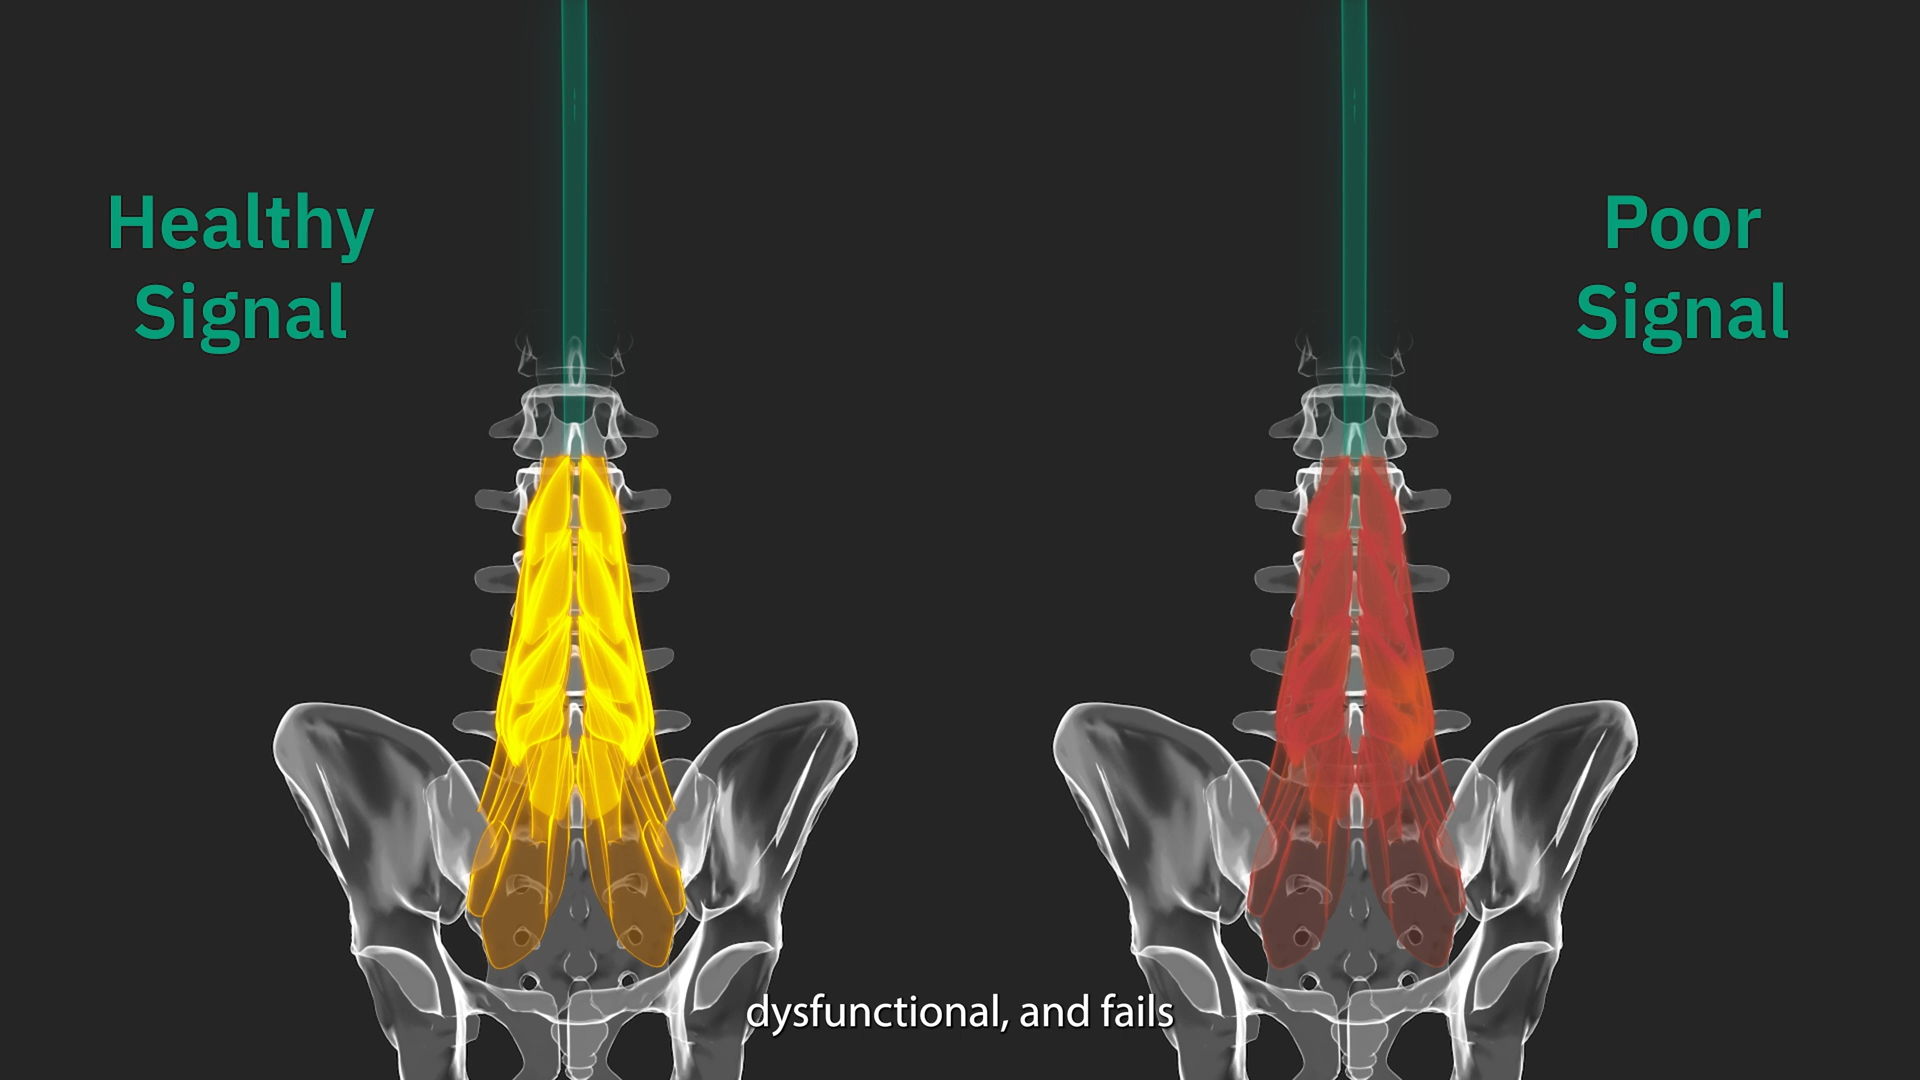 Healthy
Signal
Poor
Signal
dysfunctional, and fails